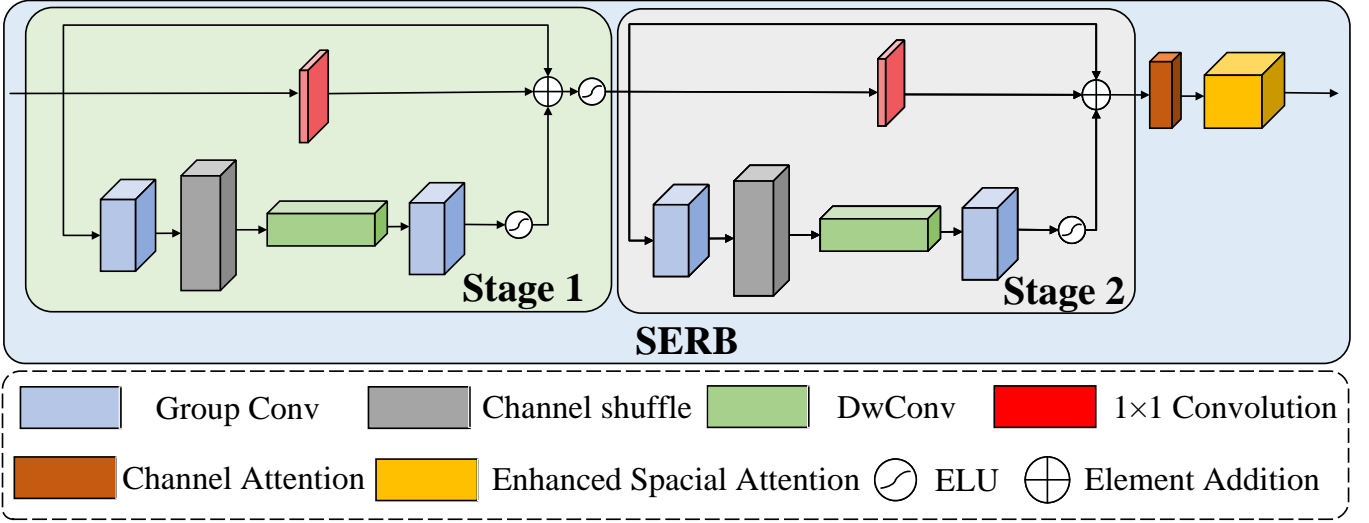 Stage 1
Stage 2
SERB
Group Conv
Channel shuffle
DwConv
1×1 Convolution
Channel Attention
Enhanced Spacial Attention
ELU
Element Addition